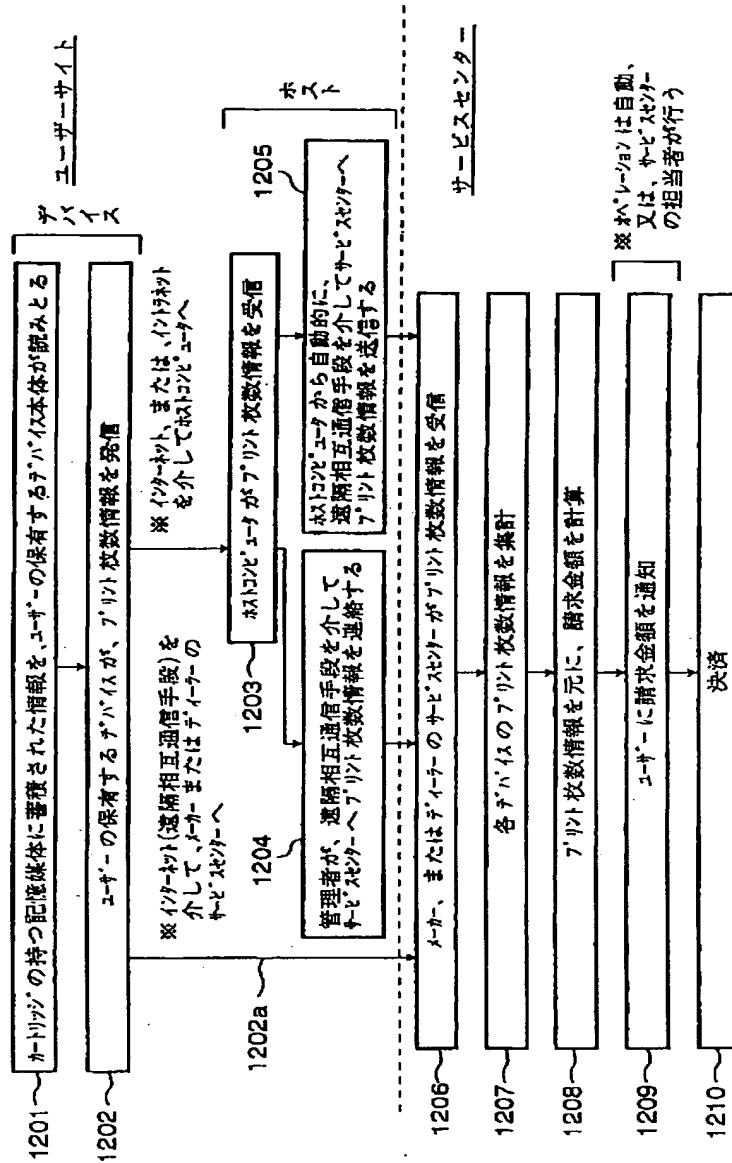 ユーザーサイト
デバイス
1201
カートリッジの持つ記憶媒体に蓄積された情報を、ユーザーの保有するデバイス本体が読みとる
1202
ユーザーの保有するデバイスが、プリント枚数情報を発信
※インターネット(遠隔相互通信手段)を
介して、メーカーまたはディーラーの
サービスセンターへ
※インターネット、または、イントラネット
を介してホストコンピュータへ
1202a
ホスト
1203
ホストコンピュータがプリント枚数情報を受信
1204
管理者が、遠隔相互通信手段を介して
サービスセンターへプリント枚数情報を連絡する
1205
ホストコンピュータから自動的に、
遠隔相互通信手段を介してサービスセンターへ
プリント枚数情報を送信する
サービスセンター
1206
メーカー、またはディーラーのサービスセンターがプリント枚数情報を受信
1207
各デバイスのプリント枚数情報を集計
1208
プリント枚数情報を元に、請求金額を計算
1209
ユーザーに請求金額を通知
※オペレーションは自動、
又は、サービスセンター
の担当者が行う
1210
決済